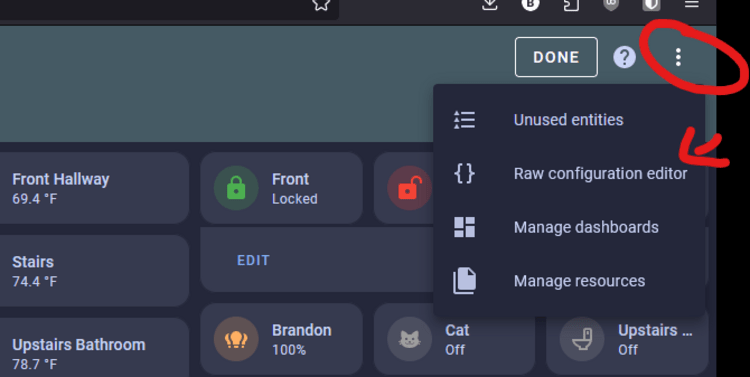 DONE
?
Unused entities
Raw configuration editor
Manage dashboards
Manage resources
Front Hallway
69.4 °F
Front
Locked
Stairs
74.4 °F
EDIT
Upstairs Bathroom
78.7 °F
Brandon
100%
Cat
Off
Upstairs ...
Off